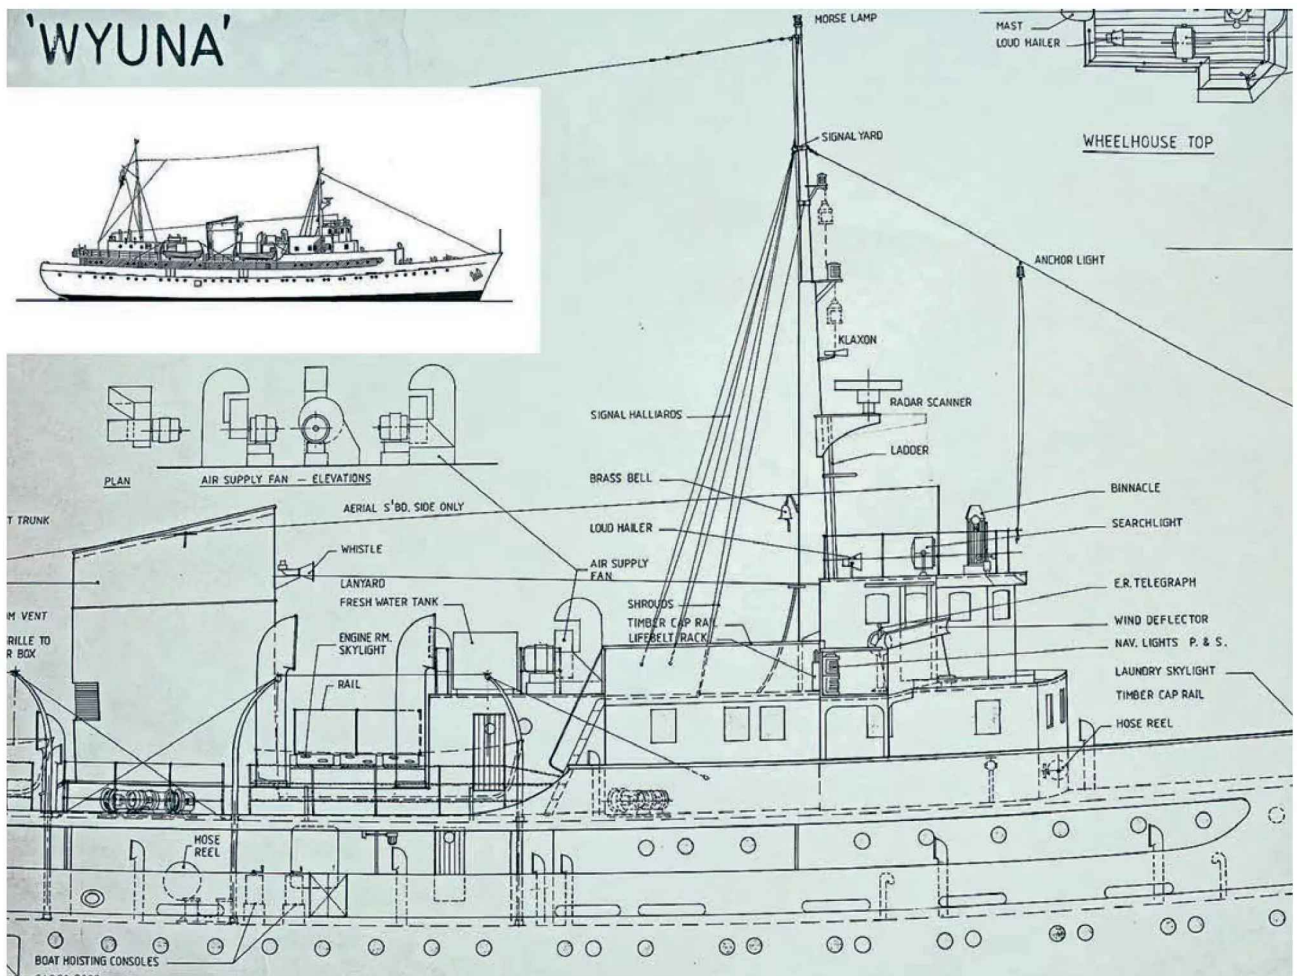 'WYUNA'
MORSE LAMP
MAST
LOUD HAILER
SIGNAL YARD
WHEELHOUSE TOP
ANCHOR LIGHT
KLAXON
RADAR SCANNER
SIGNAL HALLIARDS
LADDER
PLAN
AIR SUPPLY FAN - ELEVATIONS
BRASS BELL
BINNACLE
AERIAL S'BD. SIDE ONLY
T TRUNK
LOUD HAILER
SEARCHLIGHT
WHISTLE
AIR SUPPLY
FAN
LANYARD
E.R. TELEGRAPH
FRESH WATER TANK
SHROUDS
OM VENT
TIMBER CAP RAIL
WIND DEFLECTOR
RILLE TO
R BOX
ENGINE RM.
SKYLIGHT
LIFEBELT RACK
NAV. LIGHTS P. & S.
LAUNDRY SKYLIGHT
RAIL
TIMBER CAP RAIL
HOSE REEL
HOSE
REEL
BOAT HOISTING CONSOLES